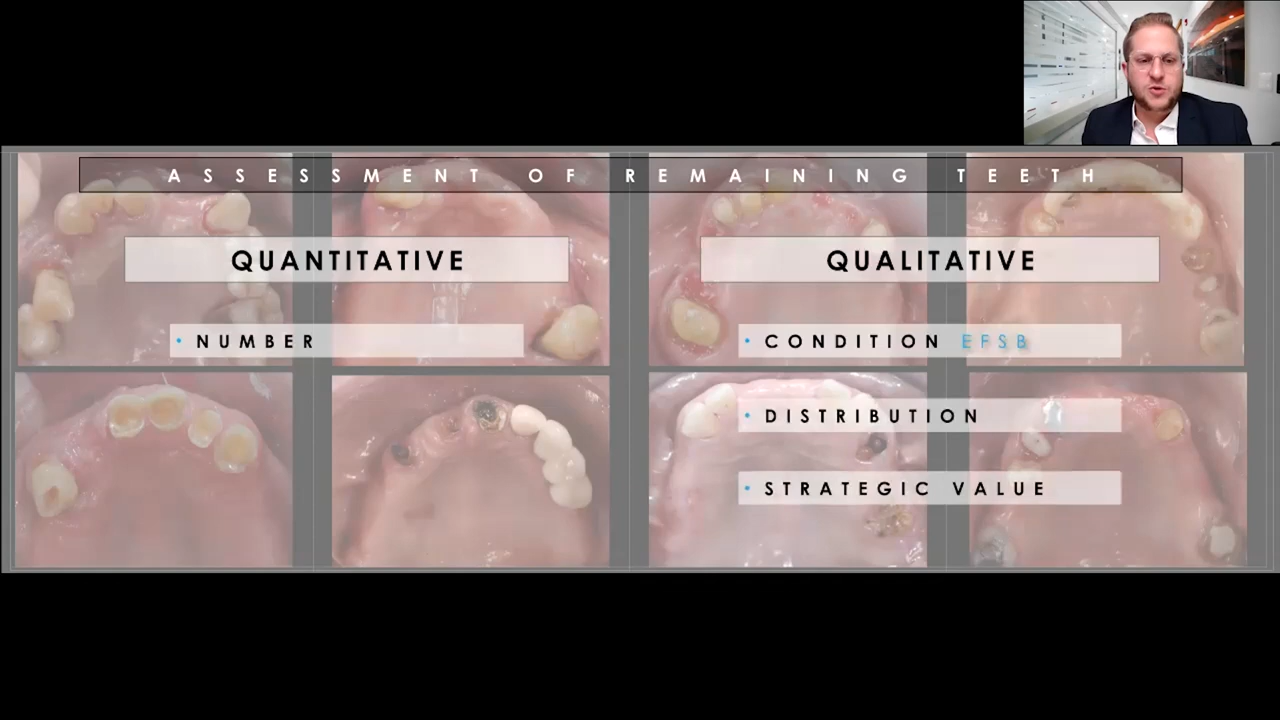 ASSESSMENT OF REMAINING TEETH
QUANTITATIVE
• NUMBER
QUALITATIVE
• CONDITION EFSB
• DISTRIBUTION
• STRATEGIC VALUE